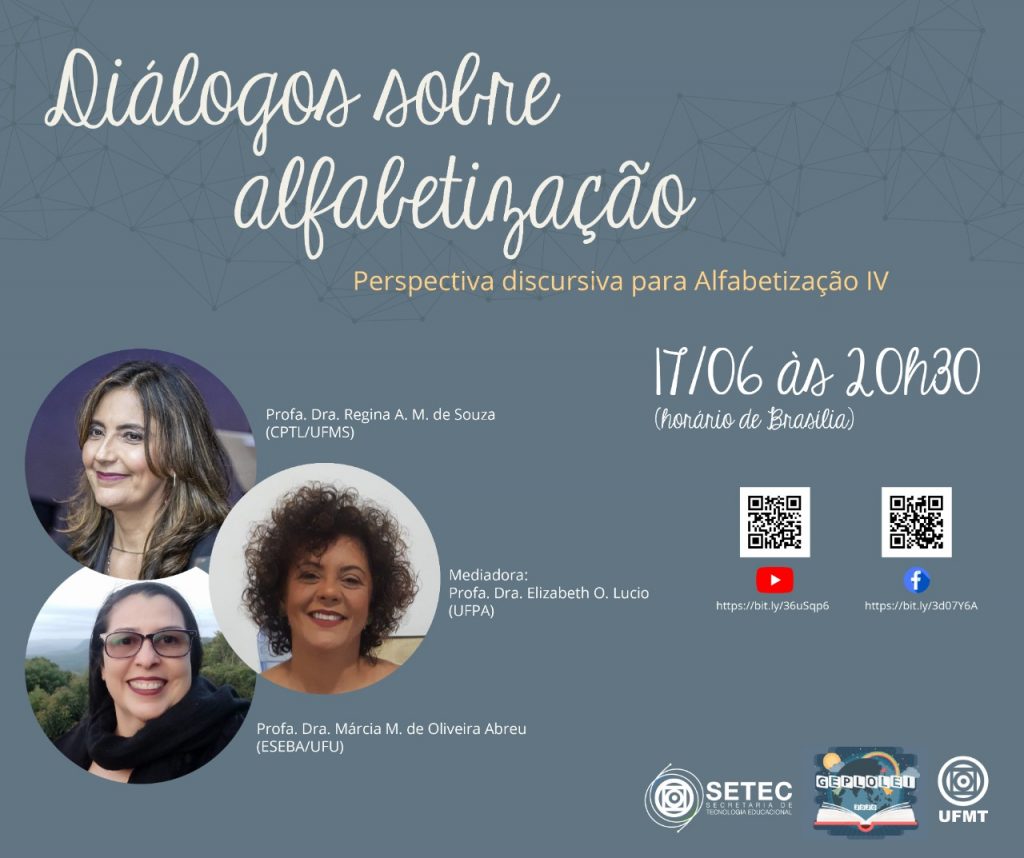 Diálogos sobre
alfabetização
Perspectiva discursiva para Alfabetização IV
17/06 às 20h30
(horário de Brasília)
Profa. Dra. Regina A. M. de Souza
(CPTL/UFMS)
Mediadora:
Profa. Dra. Elizabeth O. Lucio
(UFPA)
https://bit.ly/36uSqp6
https://bit.ly/3d07Y6A
Profa. Dra. Márcia M. de Oliveira Abreu
(ESEBA/UFU)
SETEC
SECRETARIA DE
TECNOLOGIA EDUCACIONAL
GEPLOLEI
UFMT